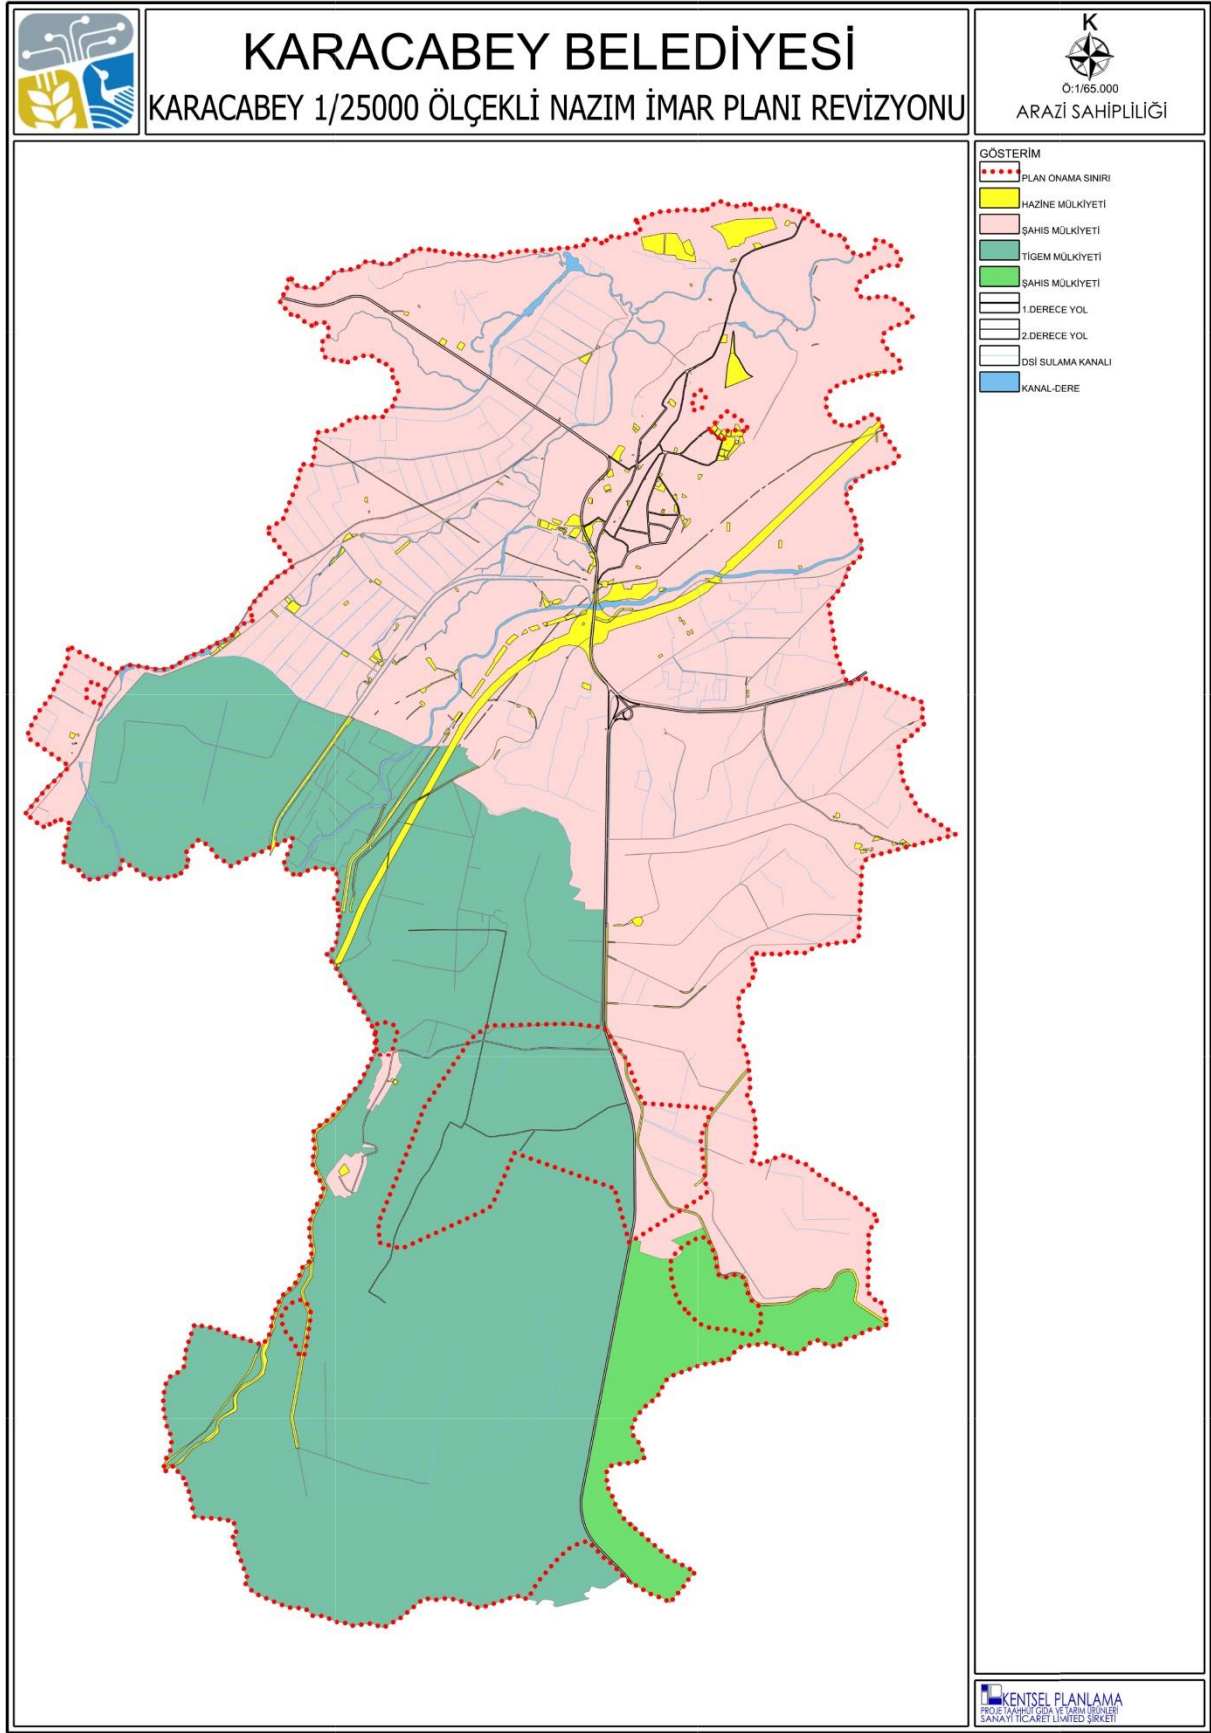 KARACABEY BELEDİYESİ
KARACABEY 1/25000 ÖLÇEKLİ NAZIM İMAR PLANI REVİZYONU
K
Ö:1/65.000
ARAZİ SAHİPLİLİĞİ
GÖSTERİM
PLAN ONAMA SINIRI
HAZİNE MÜLKİYETİ
ŞAHIS MÜLKİYETİ
TİGEM MÜLKİYETİ
ŞAHIS MÜLKİYETİ
1.DERECE YOL
2.DERECE YOL
DSİ SULAMA KANALI
KANAL-DERE
KENTSEL PLANLAMA
PROJE TAAHHÜT GIDA VE TARIM ÜRÜNLERİ
SANAYİ TİCARET LİMİTED ŞİRKETİ